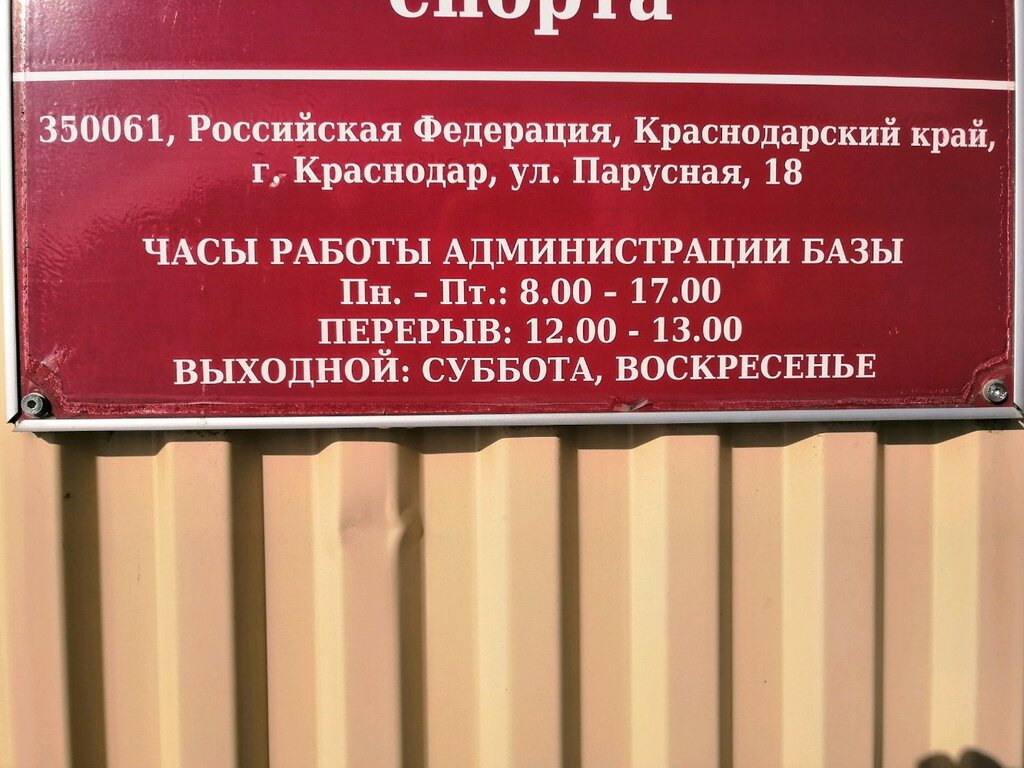 спорта
350061, Российская Федерация, Краснодарский край,
г, Краснодар, ул. Парусная, 18
ЧАСЫ РАБОТЫ АДМИНИСТРАЦИИ БАЗЫ
Пн. – Пт.: 8.00 – 17.00
ПЕРЕРЫВ: 12.00 - 13.00
ВЫХОДНОЙ: СУББОТА, ВОСКРЕСЕНЬЕ